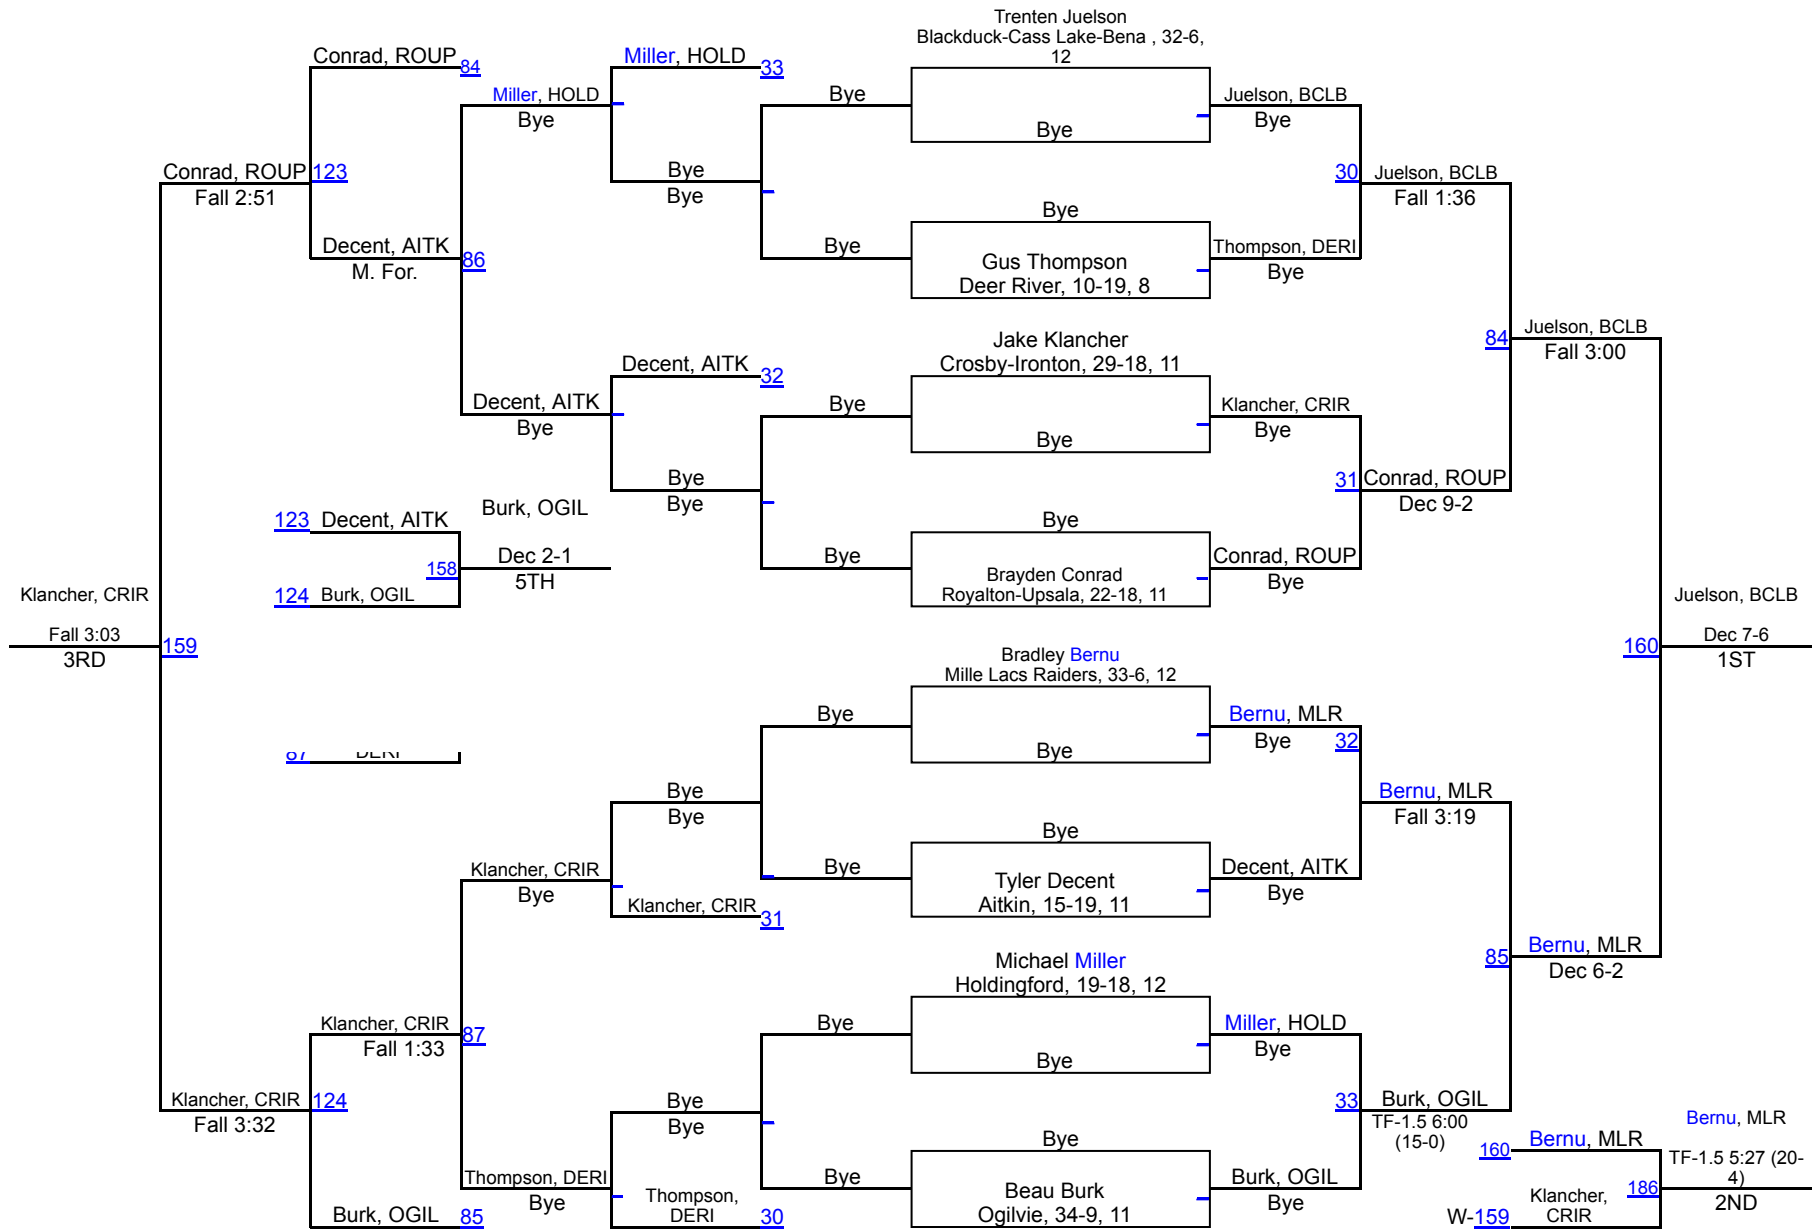 Trenten Juelson
Blackduck-Cass Lake-Bena , 32-6,
12
Bye
Bye
Juelson, BCLB
Bye
Bye
Bye
Gus Thompson
Deer River, 10-19, 8
Thompson, DERI
Bye
30
Juelson, BCLB
Fall 1:36
Jake Klancher
Crosby-Ironton, 29-18, 11
Bye
Bye
Klancher, CRIR
Bye
Bye
Bye
Brayden Conrad
Royalton-Upsala, 22-18, 11
Conrad, ROUP
Bye
31
Conrad, ROUP
Dec 9-2
84
Juelson, BCLB
Fall 3:00
Bradley Bernu
Mille Lacs Raiders, 33-6, 12
Bye
Bye
Bernu, MLR
Bye
32
Bye
Bye
Tyler Decent
Aitkin, 15-19, 11
Decent, AITK
Bye
Bernu, MLR
Fall 3:19
Michael Miller
Holdingford, 19-18, 12
Bye
Bye
Miller, HOLD
Bye
Bye
Bye
Beau Burk
Ogilvie, 34-9, 11
Burk, OGIL
Bye
33
Burk, OGIL
TF-1.5 6:00
(15-0)
85
Bernu, MLR
Dec 6-2
160
Juelson, BCLB
Dec 7-6
1ST
160
Bernu, MLR
W-159
Klancher,
CRIR
186
Bernu, MLR
TF-1.5 5:27 (20-
4)
2ND
Miller, HOLD
33
Bye
Bye
Miller, HOLD
Bye
Decent, AITK
32
Bye
Bye
Decent, AITK
Bye
86
Conrad, ROUP
84
Decent, AITK
M. For.
123
Conrad, ROUP
Fall 2:51
123
Decent, AITK
124
Burk, OGIL
158
Burk, OGIL
Dec 2-1
5TH
Klancher, CRIR
Fall 3:03
3RD
159
87
DERI
Bye
Bye
Klancher, CRIR
31
Klancher, CRIR
Bye
Bye
Bye
Thompson,
DERI
30
Thompson, DERI
Bye
87
Klancher, CRIR
Fall 1:33
Burk, OGIL
85
124
Klancher, CRIR
Fall 3:32